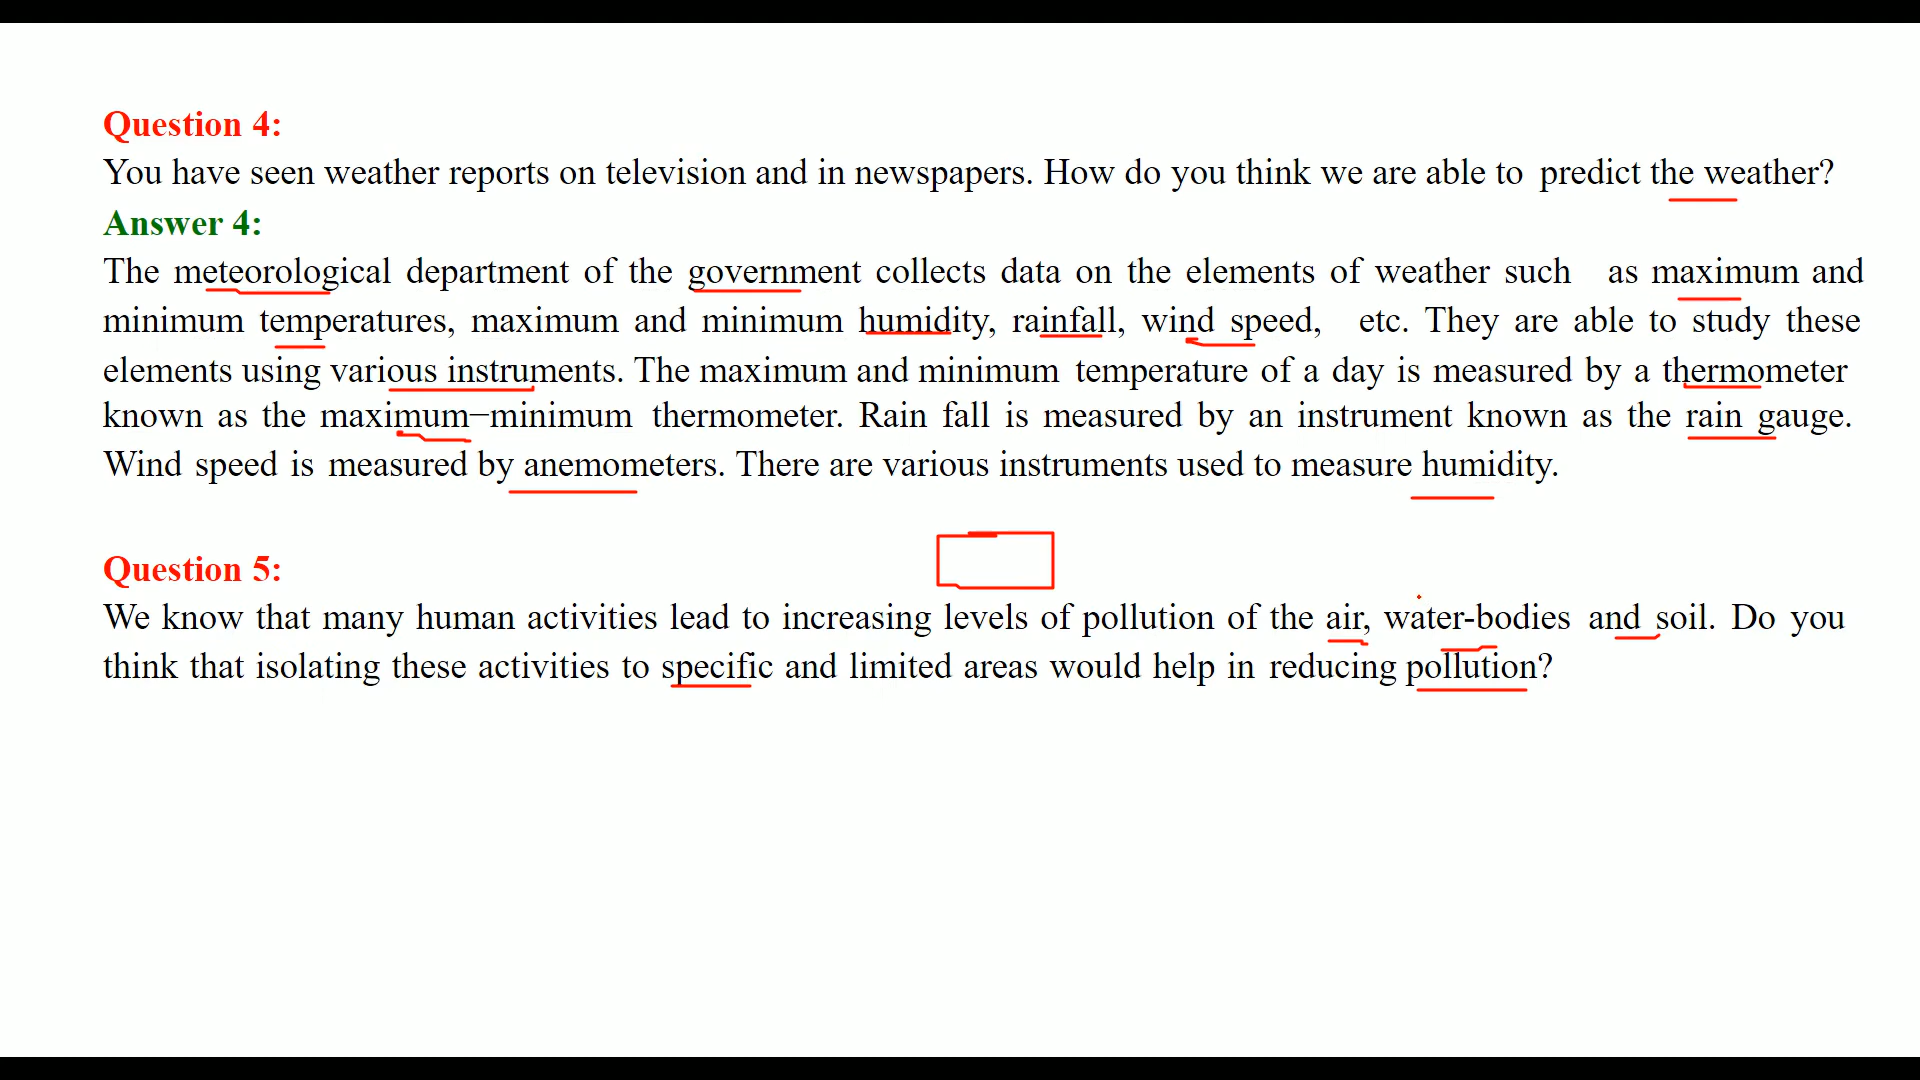 Question 4:
You have seen weather reports on television and in newspapers. How do you think we are able to predict the weather?
Answer 4:
The meteorological department of the government collects data on the elements of weather such as maximum and
minimum temperatures, maximum and minimum humidity, rainfall, wind speed, etc. They are able to study these
elements using various instruments. The maximum and minimum temperature of a day is measured by a thermometer
known as the maximum−minimum thermometer. Rain fall is measured by an instrument known as the rain gauge.
Wind speed is measured by anemometers. There are various instruments used to measure humidity.
Question 5:
We know that many human activities lead to increasing levels of pollution of the air, water-bodies and soil. Do you
think that isolating these activities to specific and limited areas would help in reducing pollution?